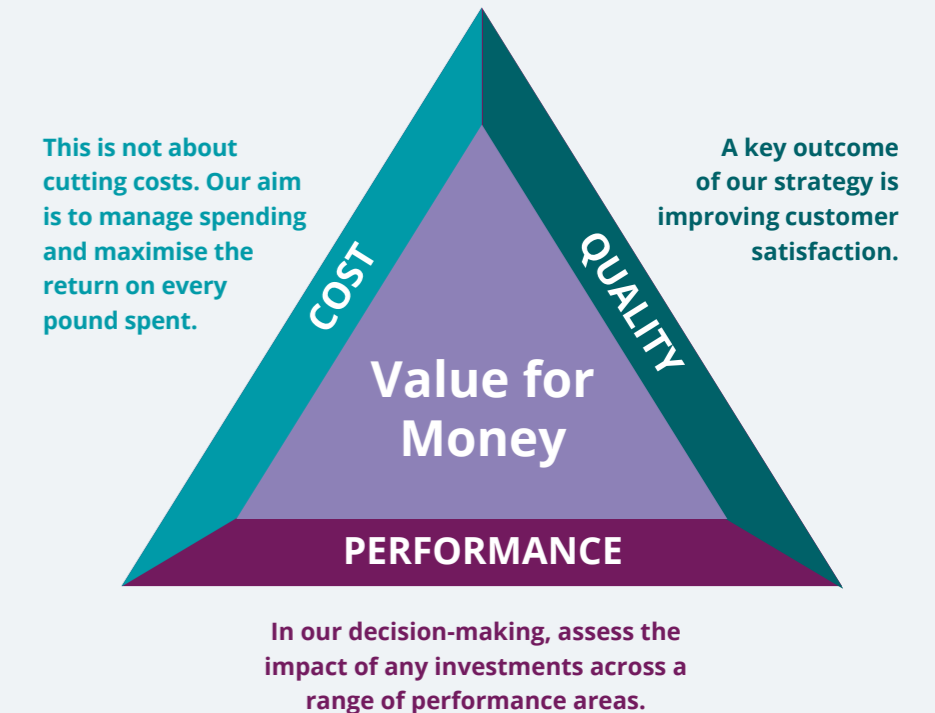 This is not about
cutting costs. Our aim
is to manage spending
and maximise the
return on every
pound spent.
COST
A key outcome
of our strategy is
improving customer
satisfaction.
QUALITY
Value for
Money
PERFORMANCE
In our decision-making, assess the
impact of any investments across a
range of performance areas.